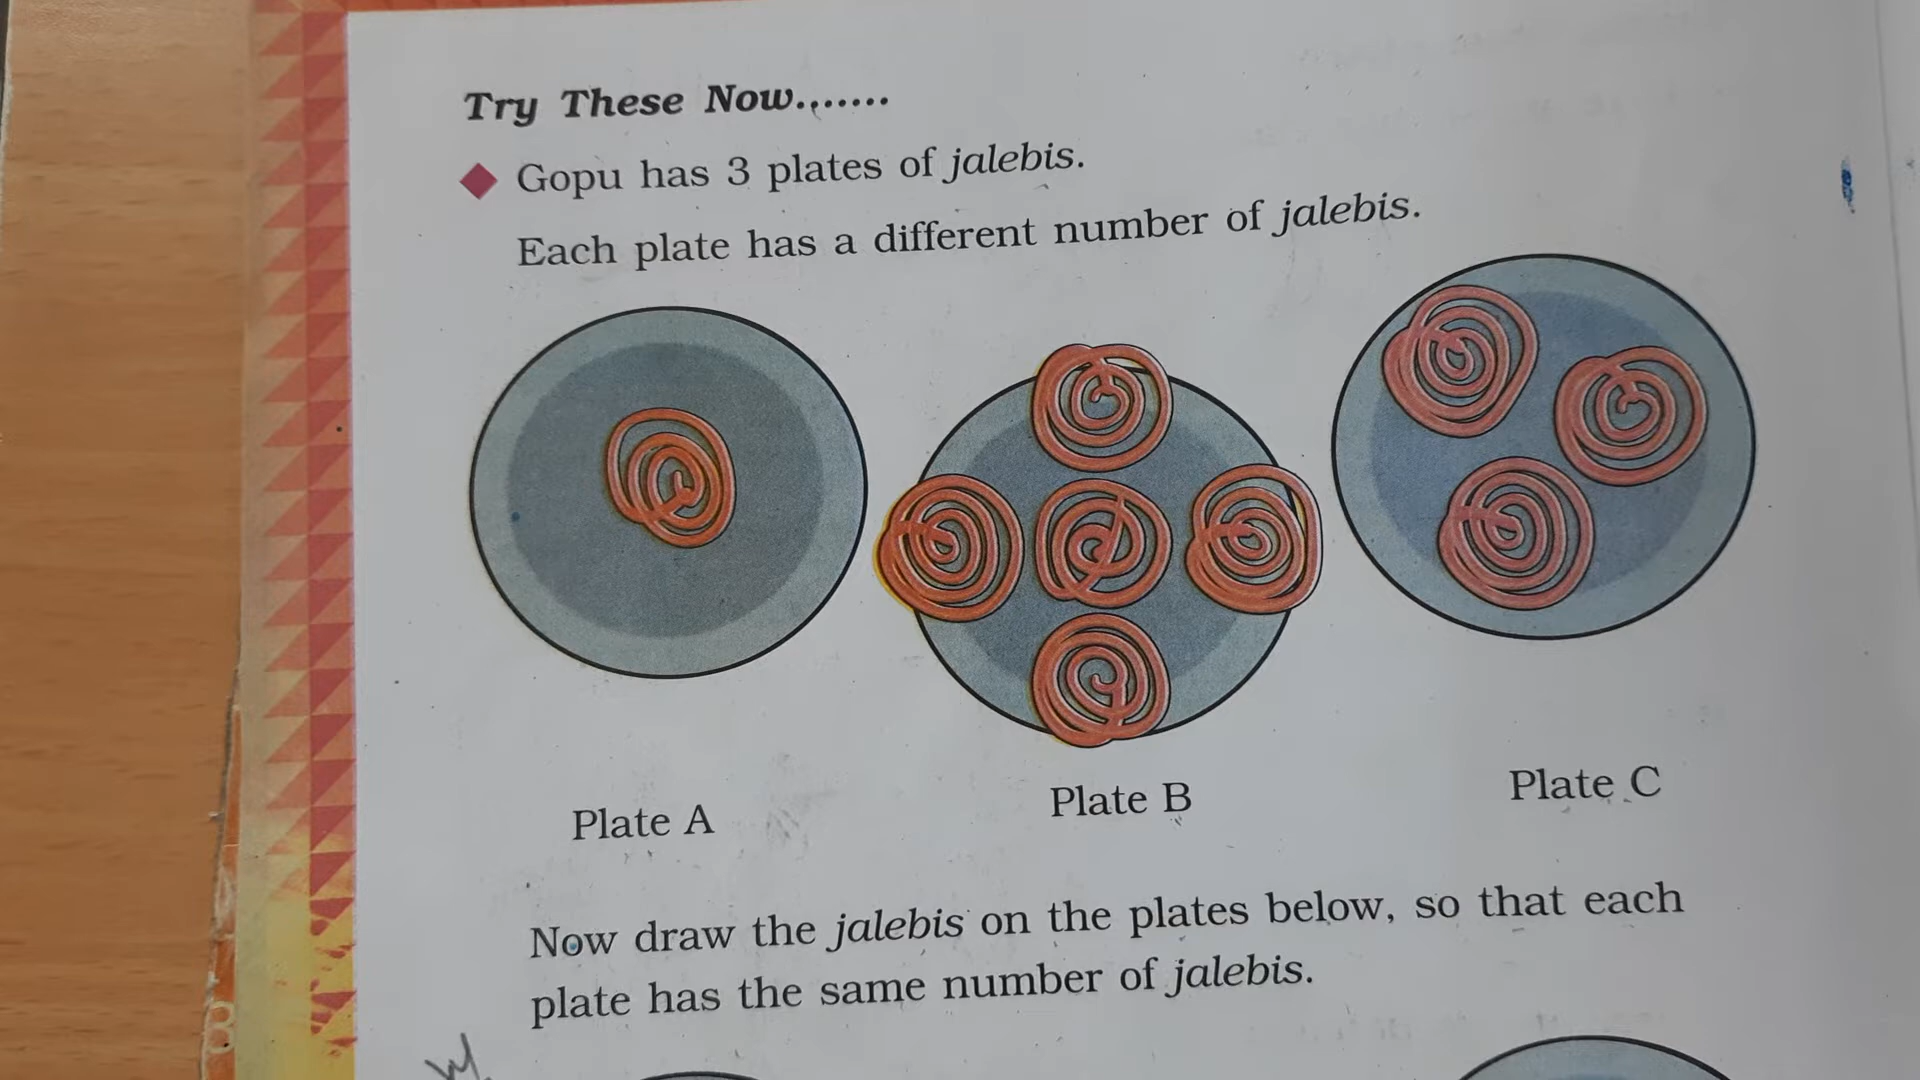 Try These Now.......
Gopu has 3 plates of jalebis.
Each plate has a different number of jalebis.
Plate A
Plate B
Plate C
Now draw the jalebis on the plates below, so that each
plate has the same number of jalebis.